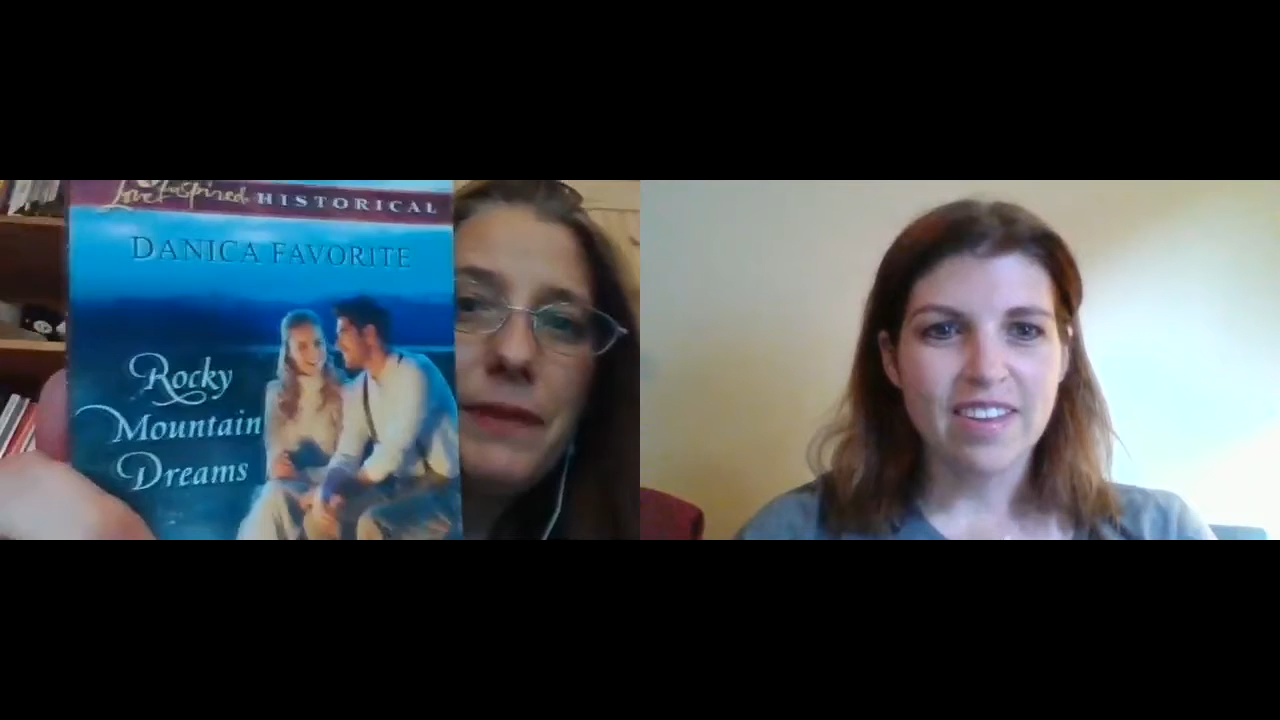 Love Inspired HISTORICAL
DANICA FAVORITE
Rocky
Mountain
Dreams